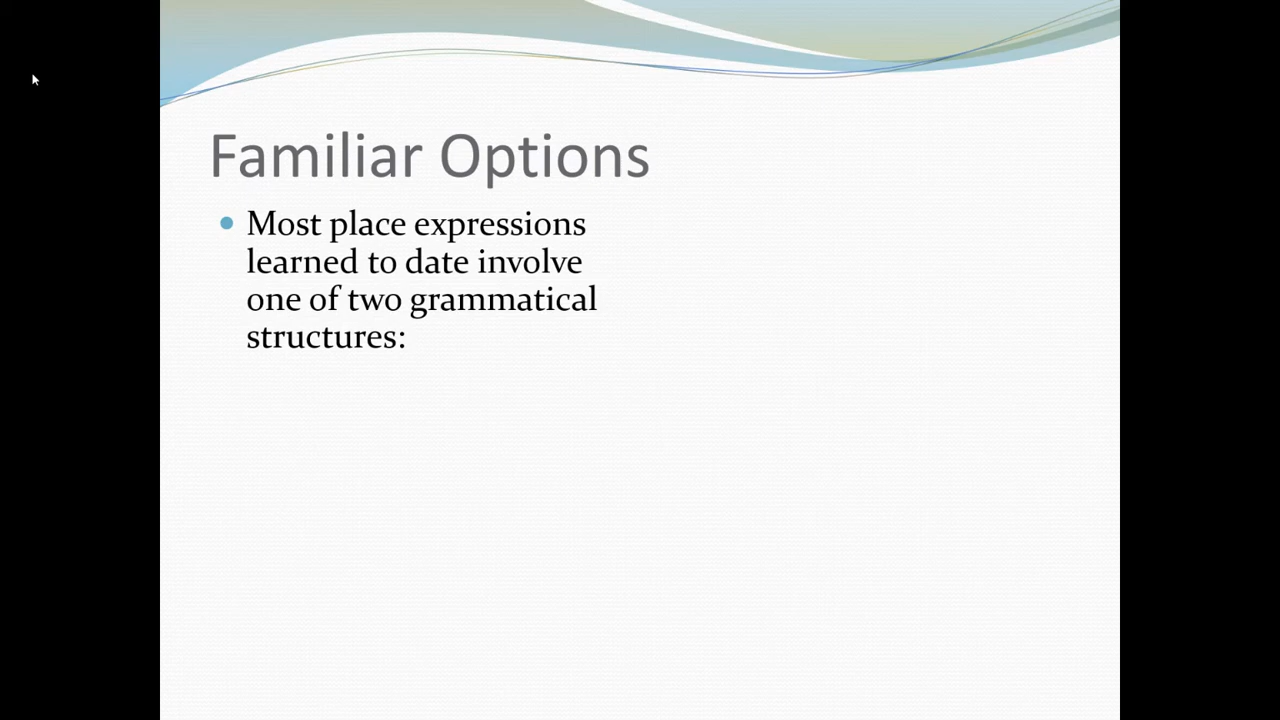 Familiar Options
Most place expressions
learned to date involve
one of two grammatical
structures: